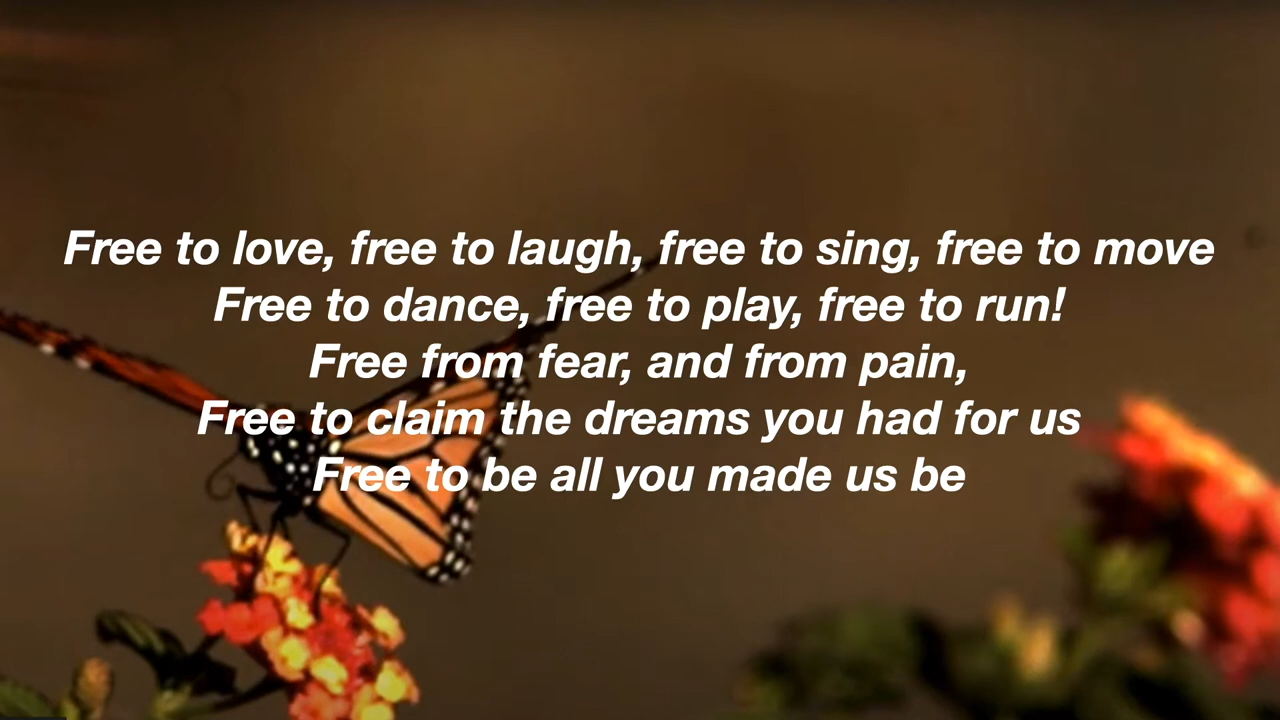 Free to love, free to laugh, free to sing, free to move
Free to dance, free to play, free to run!
Free from fear, and from pain,
Free to claim the dreams you had for us
Free to be all you made us be